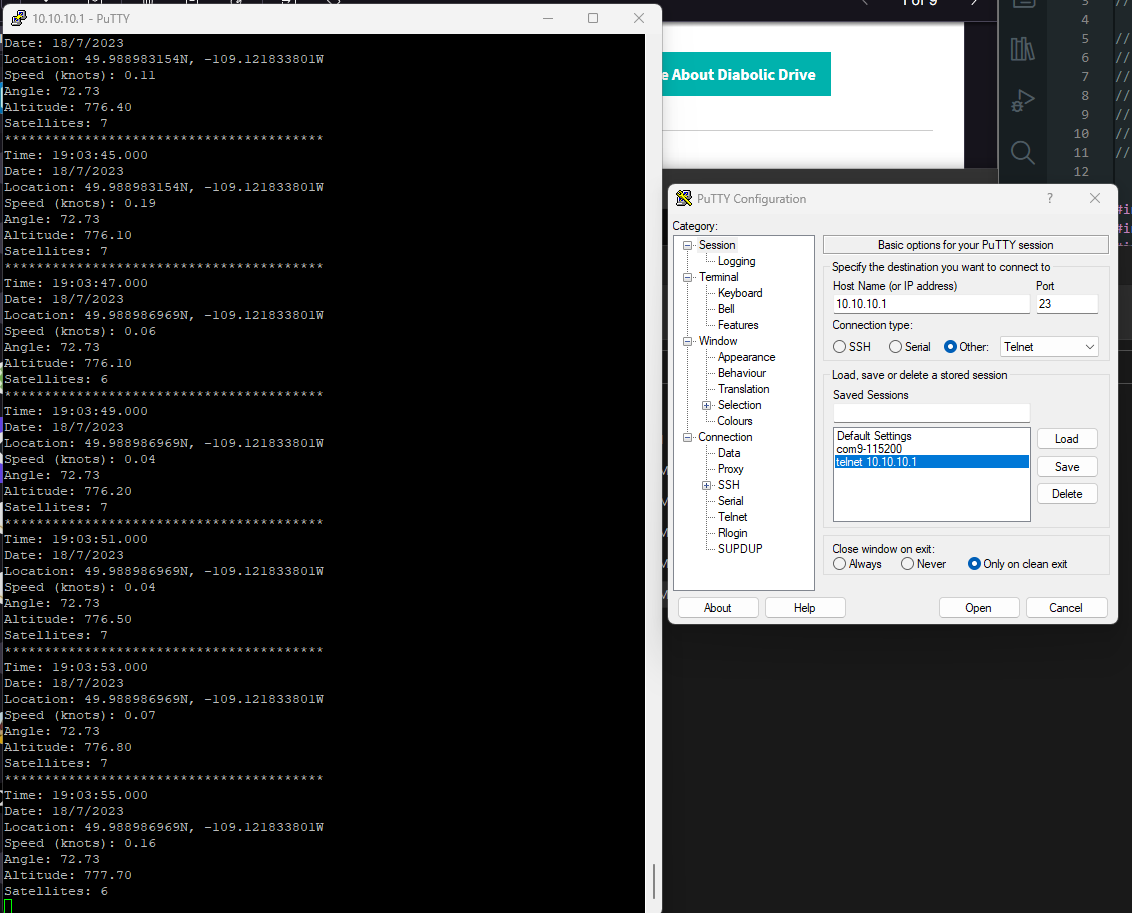 10.10.10.1 - PuTTY
Date: 18/7/2023
Location: 49.988983154N, -109.121833801W
Speed (knots): 0.11
Angle: 72.73
Altitude: 776.40
Satellites: 7
****************************************
Time: 19:03:45.000
Date: 18/7/2023
Location: 49.988983154N, -109.121833801W
Speed (knots): 0.19
Angle: 72.73
Altitude: 776.10
Satellites: 7
****************************************
Time: 19:03:47.000
Date: 18/7/2023
Location: 49.988986969N, -109.121833801W
Speed (knots): 0.06
Angle: 72.73
Altitude: 776.10
Satellites: 6
****************************************
Time: 19:03:49.000
Date: 18/7/2023
Location: 49.988986969N, -109.121833801W
Speed (knots): 0.04
Angle: 72.73
Altitude: 776.20
Satellites: 7
****************************************
Time: 19:03:51.000
Date: 18/7/2023
Location: 49.988986969N, -109.121833801W
Speed (knots): 0.04
Angle: 72.73
Altitude: 776.50
Satellites: 7
****************************************
Time: 19:03:53.000
Date: 18/7/2023
Location: 49.988986969N, -109.121833801W
Speed (knots): 0.07
Angle: 72.73
Altitude: 776.80
Satellites: 7
****************************************
Time: 19:03:55.000
Date: 18/7/2023
Location: 49.988986969N, -109.121833801W
Speed (knots): 0.16
Angle: 72.73
Altitude: 777.70
Satellites: 6
1 of 9
About Diabolic Drive
3 //
4
5 //
6 //
7 //
8 //
9 //
10 //
11 //
12
#i
#i
PuTTY Configuration
? 
Category:
Session
Logging
Terminal
Keyboard
Bell
Features
Window
Appearance
Behaviour
Translation
Selection
Colours
Connection
Data
Proxy
SSH
Serial
Telnet
Rlogin
SUPDUP
Basic options for your PuTTY session
Specify the destination you want to connect to
Host Name (or IP address) Port
10.10.10.1 23
Connection type:
SSH Serial Other: Telnet
Load, save or delete a stored session
Saved Sessions
Default Settings
com9-115200
telnet 10.10.10.1
Load
Save
Delete
Close window on exit:
Always Never Only on clean exit
About Help Open Cancel